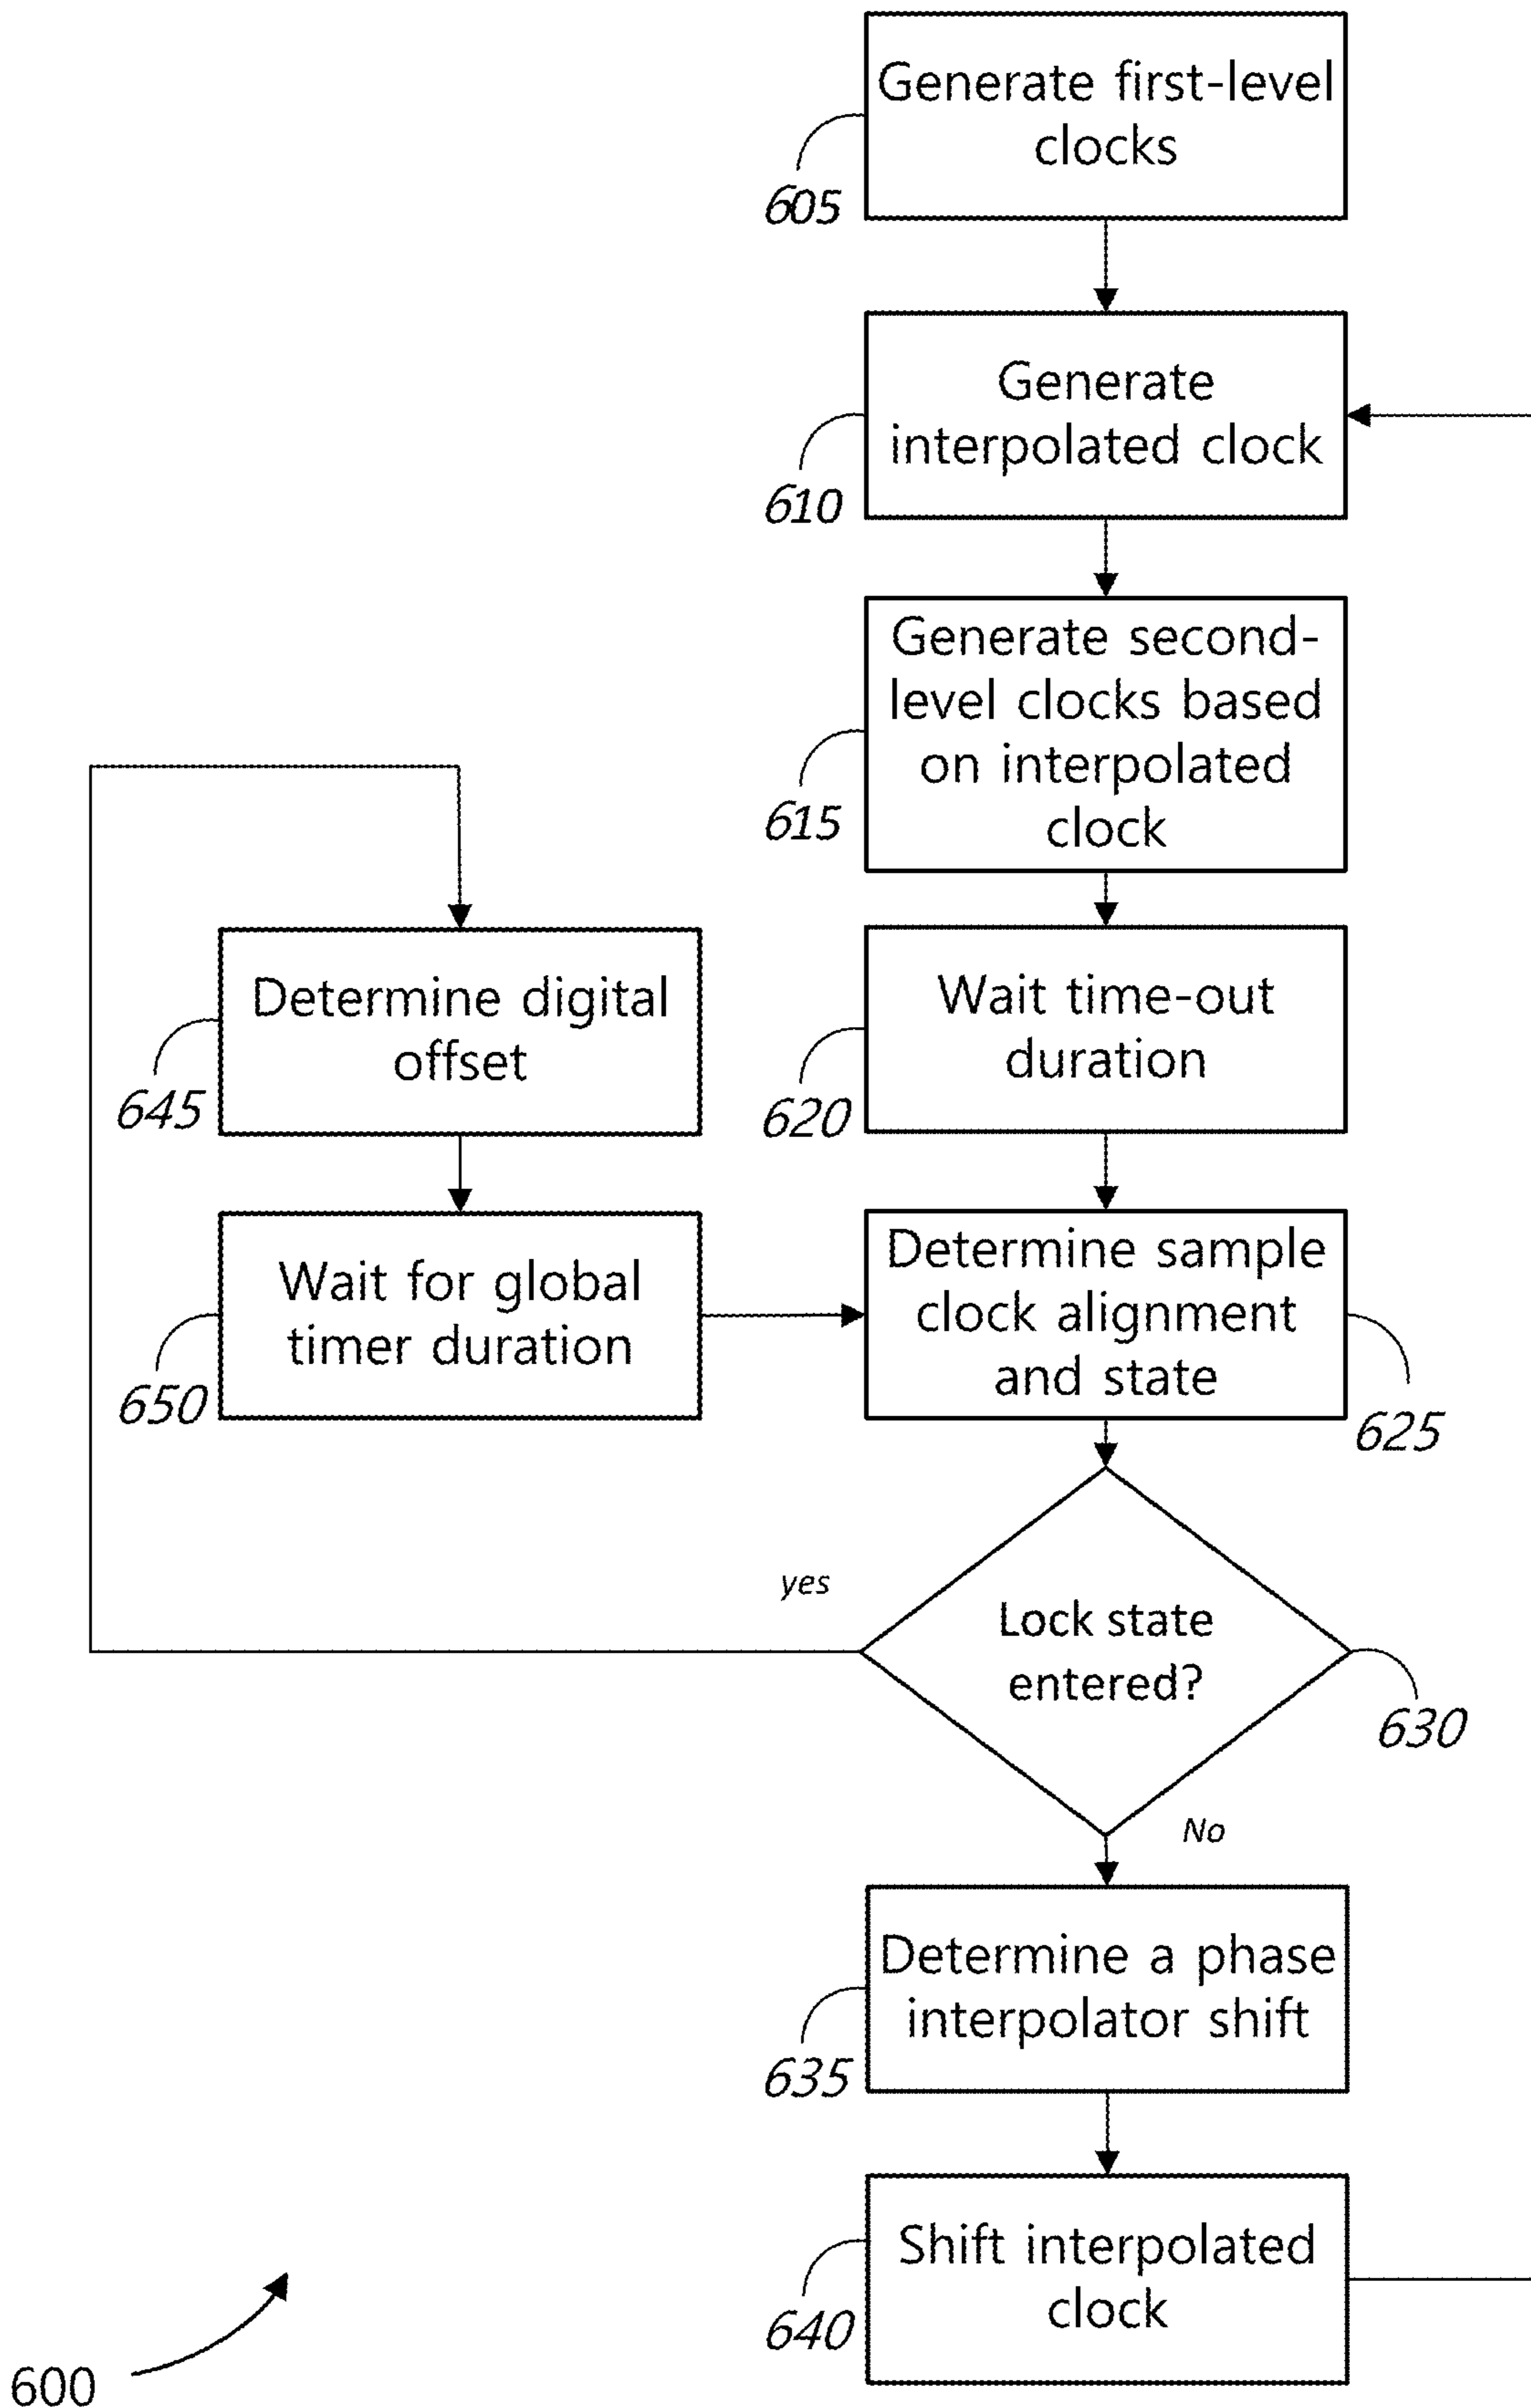 Generate first-level
clocks
605
Generate
interpolated clock
610
Generate second-
level clocks based
on interpolated
clock
615
Determine digital
offset
645
Wait time-out
duration
620
Wait for global
timer duration
650
Determine sample
clock alignment
and state
625
yes
Lock state
entered?
630
No
Determine a phase
interpolator shift
635
Shift interpolated
clock
640
600